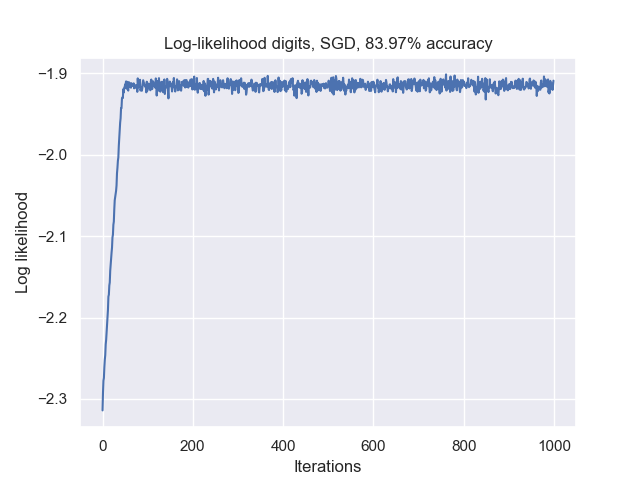 Log-likelihood digits, SGD, 83.97% accuracy
−1.9
−2.0
−2.1
−2.2
−2.3
Log likelihood
0 200 400 600 800 1000
Iterations